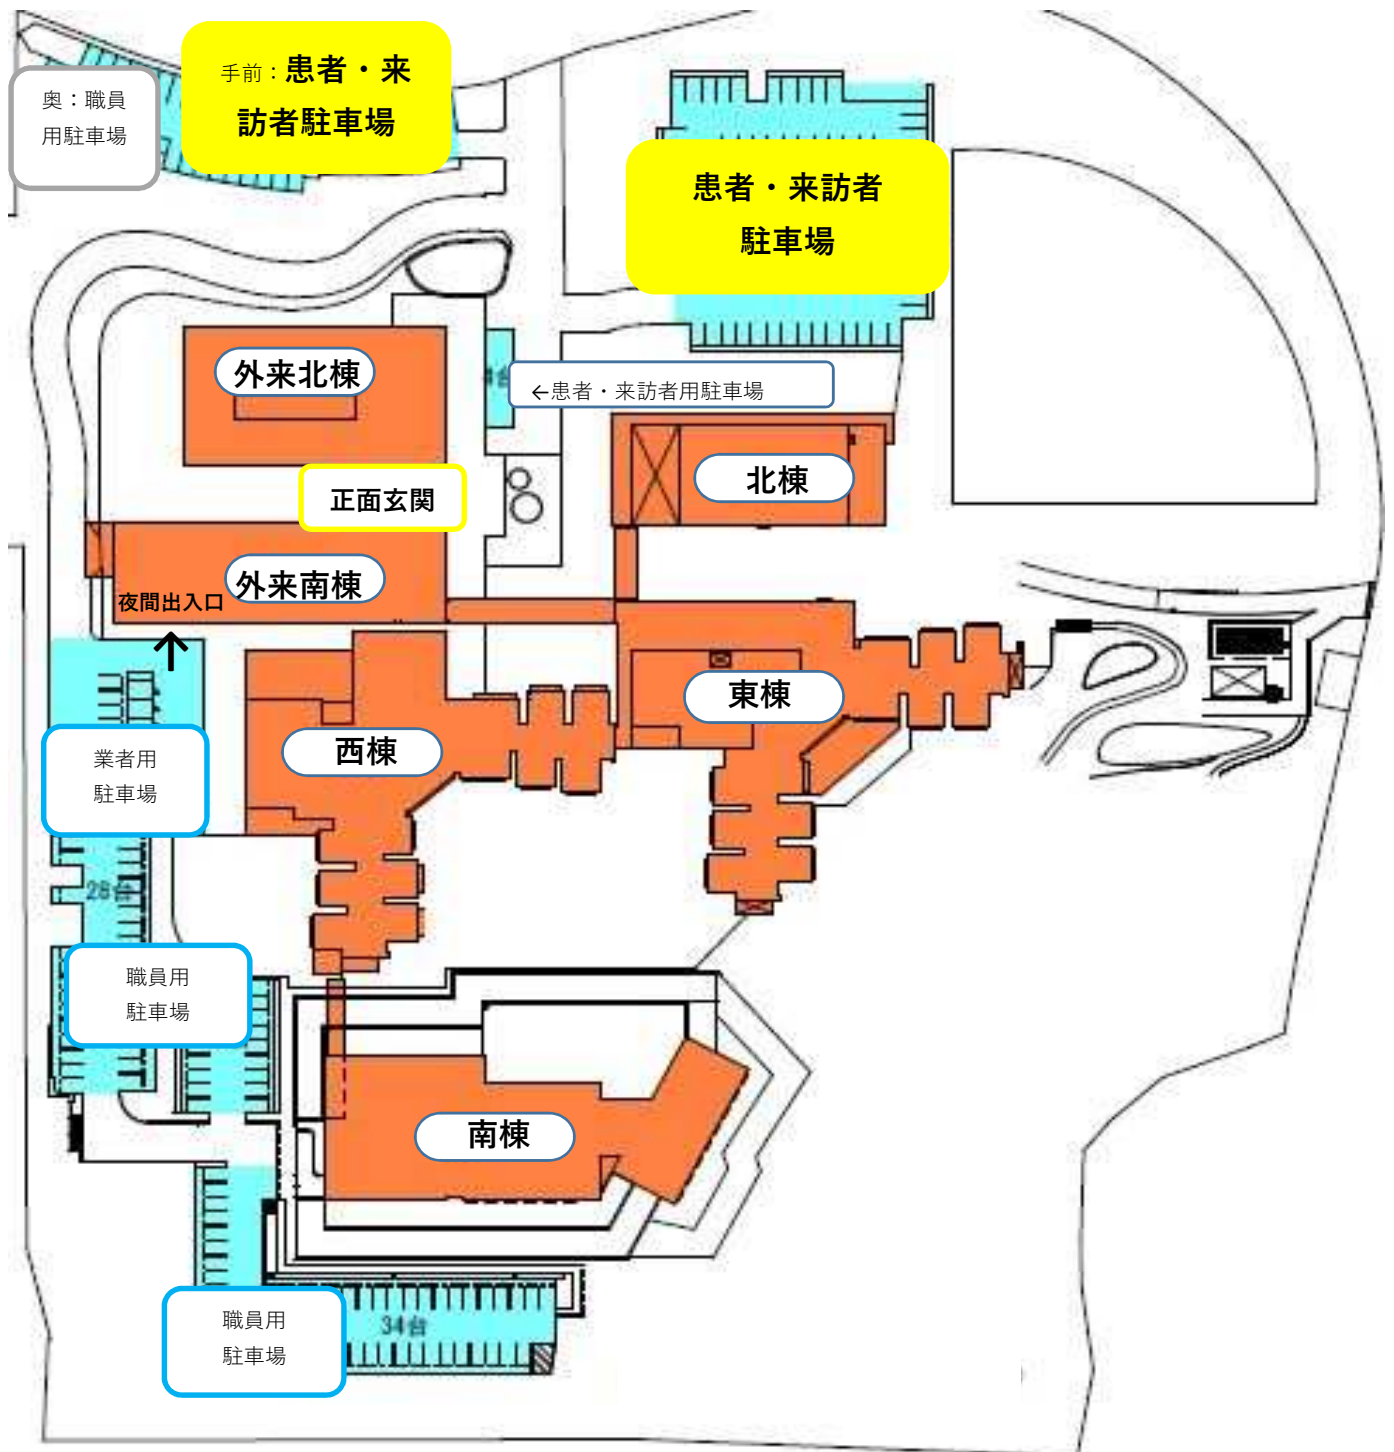 手前：患者・来
訪者駐車場
奥：職員
用駐車場
患者・来訪者
駐車場
外来北棟
台
←患者・来訪者用駐車場
北棟
正面玄関
外来南棟
夜間出入口
↑
東棟
西棟
業者用
駐車場
28台
職員用
駐車場
南棟
職員用
駐車場
34台